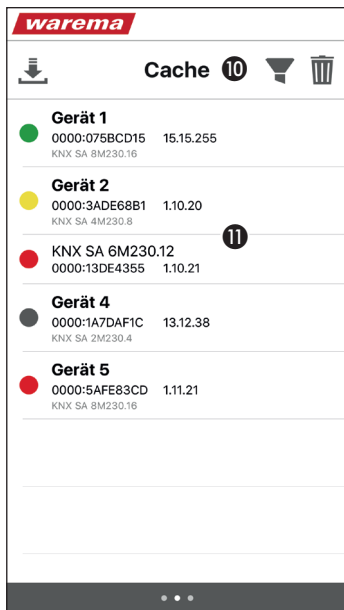 warema
Cache 10
Gerät 1
0000:075BCD15 15.15.255
KNX SA 8M230.16
Gerät 2
0000:3ADE68B1 1.10.20
KNX SA 4M230.8
11
KNX SA 6M230.12
0000:13DE4355 1.10.21
Gerät 4
0000:1A7DAF1C 13.12.38
KNX SA 2M230.4
Gerät 5
0000:5AFE83CD 1.11.21
KNX SA 8M230.16